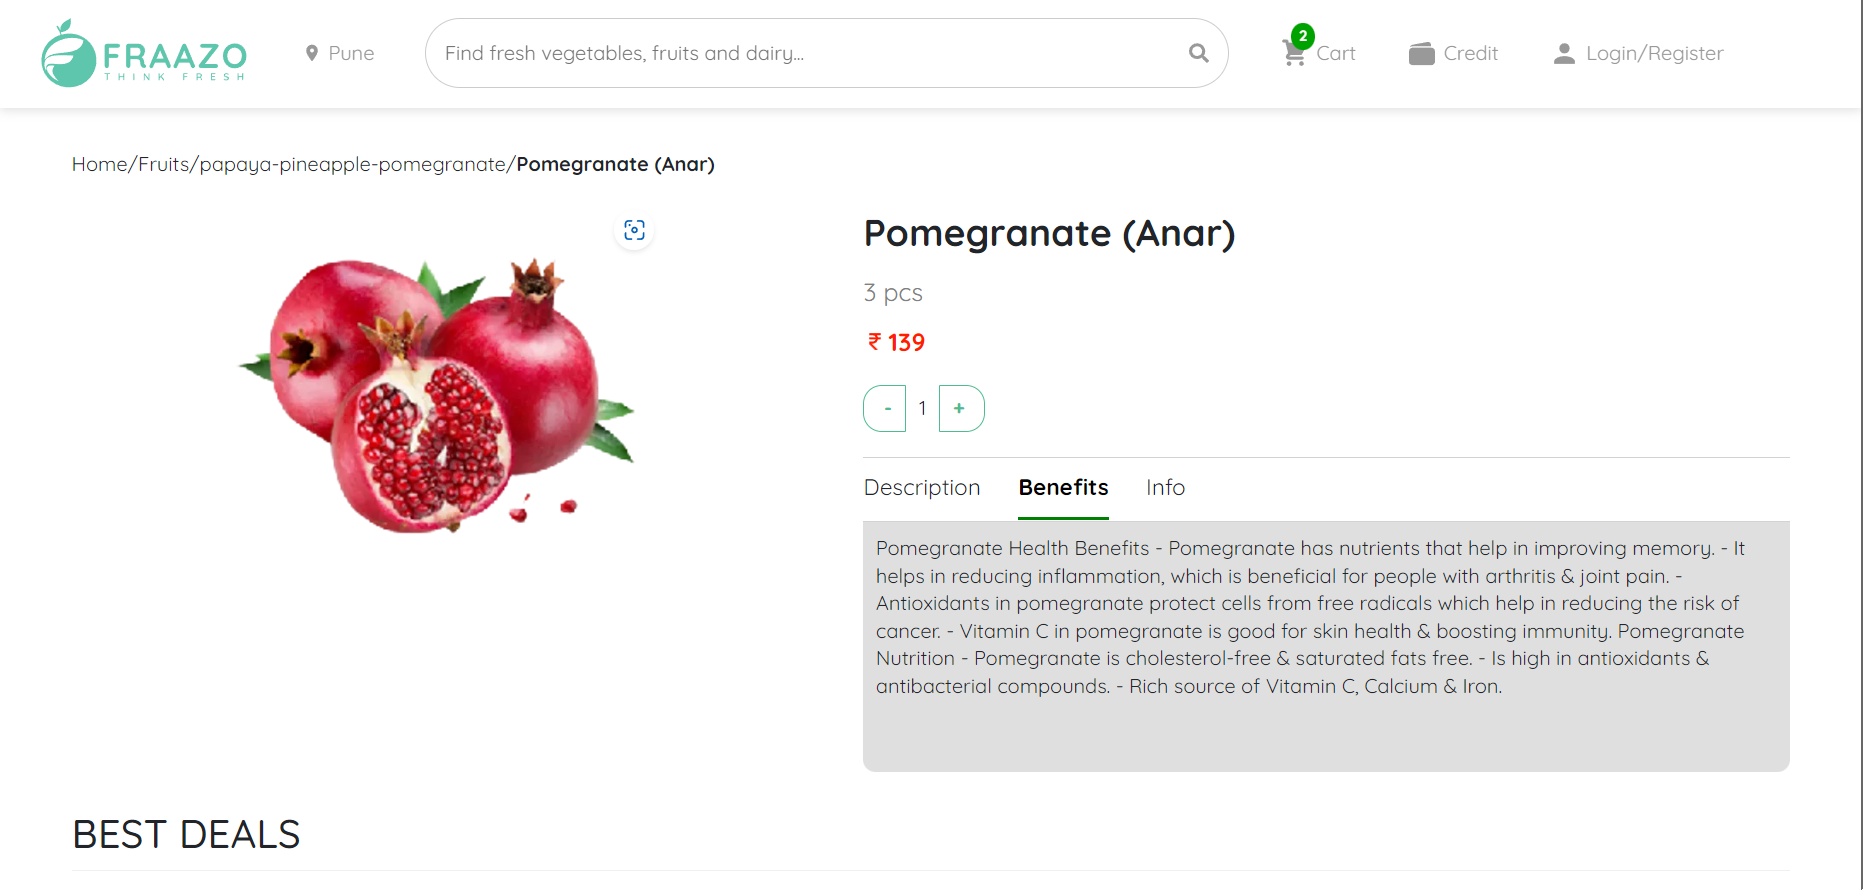 FRAAZO
THINK FRESH
Pune
Find fresh vegetables, fruits and dairy...
2
Cart
Credit
Login/Register
Home/Fruits/papaya-pineapple-pomegranate/Pomegranate (Anar)
Pomegranate (Anar)
3 pcs
₹ 139
- 1 +
Description Benefits Info
Pomegranate Health Benefits - Pomegranate has nutrients that help in improving memory. - It
helps in reducing inflammation, which is beneficial for people with arthritis & joint pain. -
Antioxidants in pomegranate protect cells from free radicals which help in reducing the risk of
cancer. - Vitamin C in pomegranate is good for skin health & boosting immunity. Pomegranate
Nutrition - Pomegranate is cholesterol-free & saturated fats free. - Is high in antioxidants &
antibacterial compounds. - Rich source of Vitamin C, Calcium & Iron.
BEST DEALS